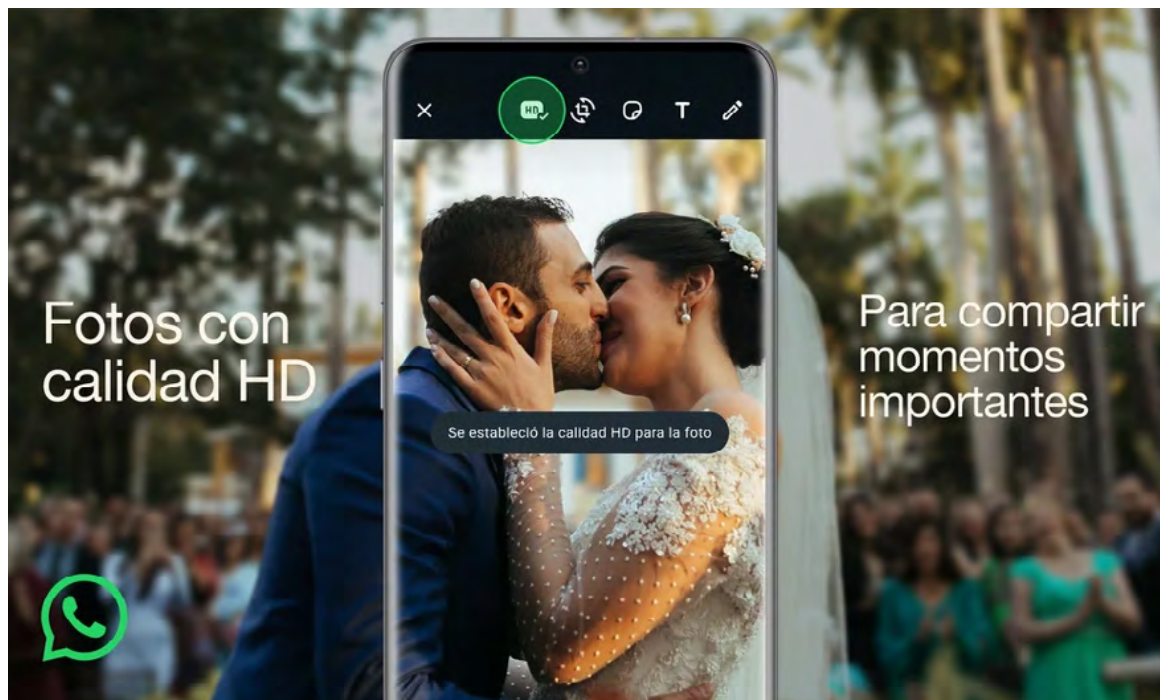 HD
T
Fotos con
calidad HD
Para compartir
momentos
importantes
Se estableció la calidad HD para la foto